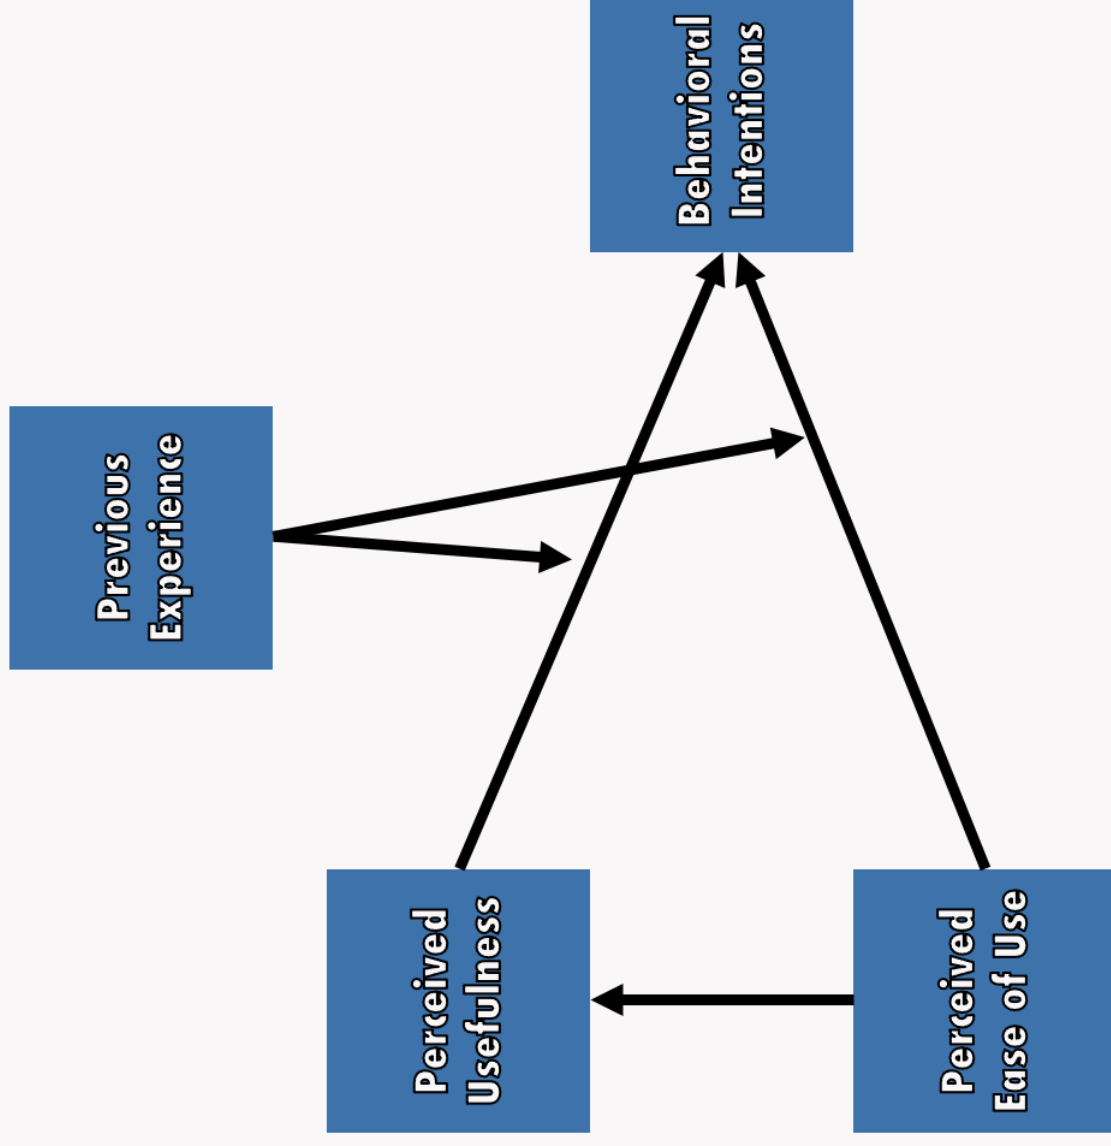 Previous
Experience
Perceived
Usefulness
Behavioral
Intentions
Perceived
Ease of Use